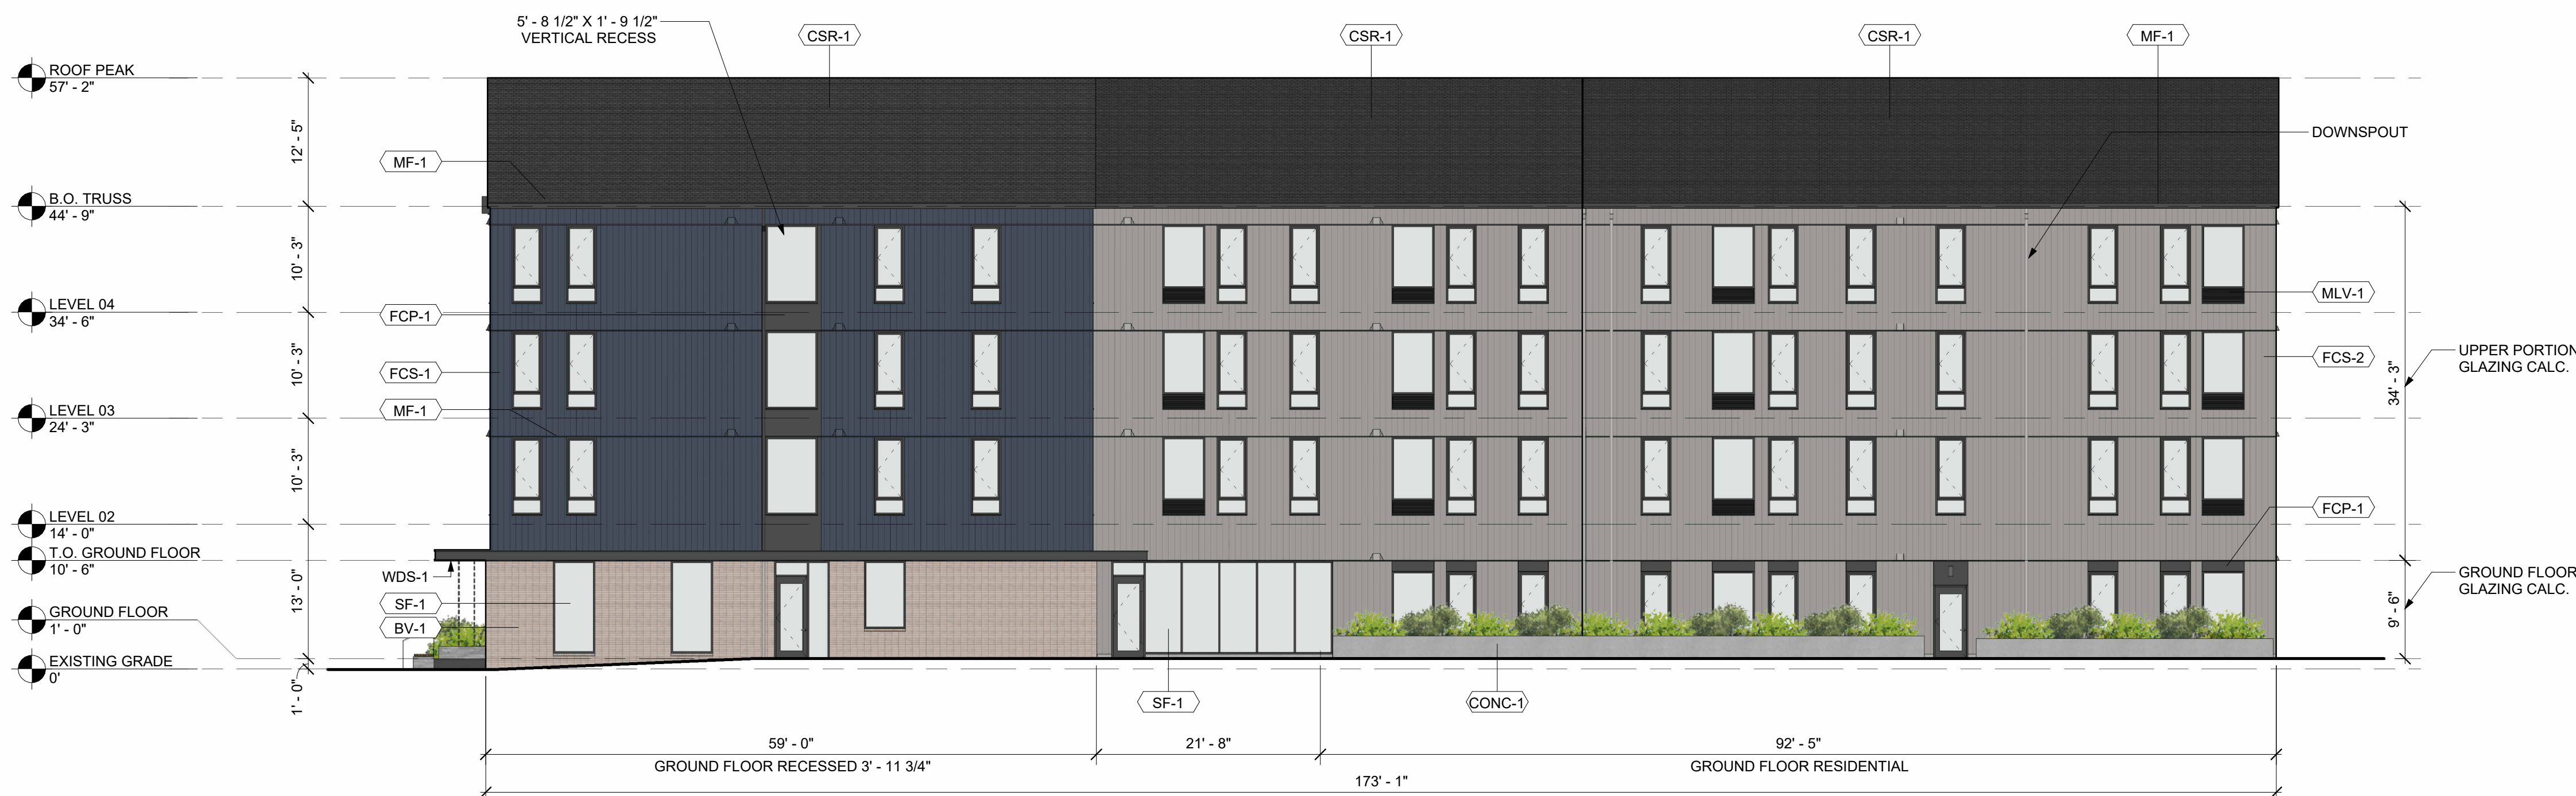 5' - 8 1/2" X 1' - 9 1/2"
VERTICAL RECESS
CSR-1
CSR-1
CSR-1
MF-1
ROOF PEAK
57' - 2"
12' - 5"
DOWNSPOUT
MF-1
B.O. TRUSS
44' - 9"
10' - 3"
MLV-1
LEVEL 04
34' - 6"
FCP-1
UPPER PORTION
GLAZING CALC.
FCS-2
10' - 3"
FCS-1
34' - 3"
LEVEL 03
24' - 3"
MF-1
10' - 3"
FCP-1
LEVEL 02
14' - 0"
T.O. GROUND FLOOR
10' - 6"
WDS-1
GROUND FLOOR
GLAZING CALC.
SF-1
13' - 0"
9' - 6"
GROUND FLOOR
1' - 0"
BV-1
EXISTING GRADE
0'
1' - 0"
SF-1
CONC-1
59' - 0"
21' - 8"
92' - 5"
GROUND FLOOR RECESSED 3' - 11 3/4"
GROUND FLOOR RESIDENTIAL
173' - 1"